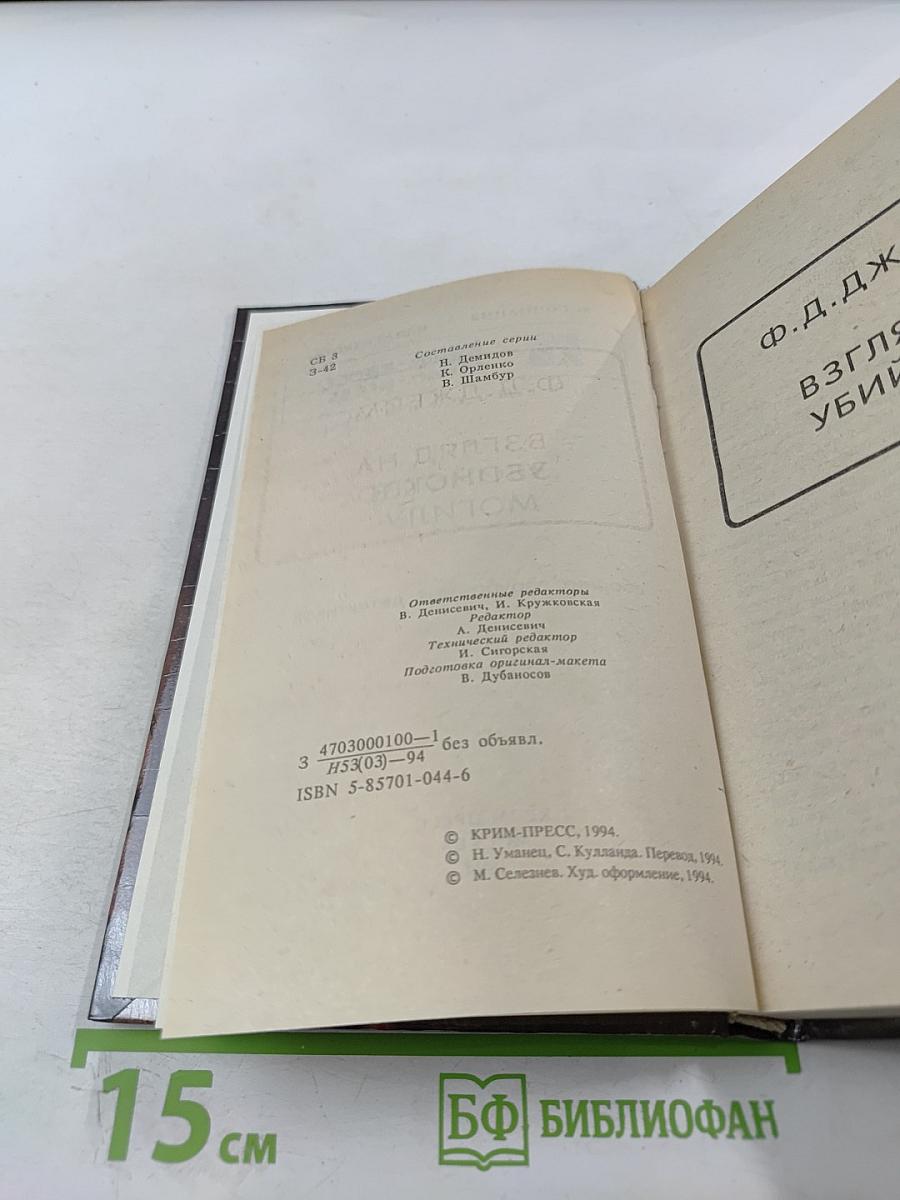 СБ 3
З-42
Составление серии
Н. Демидов
К. Орленко
В. Шамбур
Ответственные редакторы
В. Денисевич, И. Кружковская
Редактор
А. Денисевич
Технический редактор
И. Сигорская
Подготовка оригинал-макета
В. Дубаносов
З 4703000100—1
Н53(03)—94
без объявл.
ISBN 5-85701-044-6
© КРИМ-ПРЕСС, 1994.
© Н. Уманец, С. Кулланда. Перевод, 1994.
© М. Селезнев. Худ. оформление, 1994.
Ф.Д.ДЖ
ВЗГЛЯ
УБИЙ
15 см
БФ БИБЛИОФАН